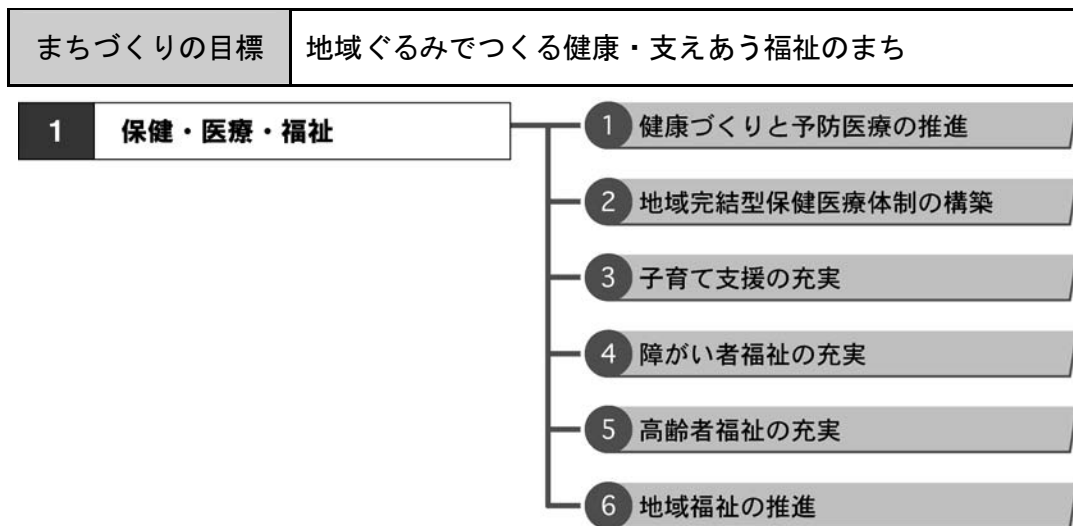 まちづくりの目標 地域ぐるみでつくる健康・支えあう福祉のまち
1 保健・医療・福祉
1 健康づくりと予防医療の推進
2 地域完結型保健医療体制の構築
3 子育て支援の充実
4 障がい者福祉の充実
5 高齢者福祉の充実
6 地域福祉の推進